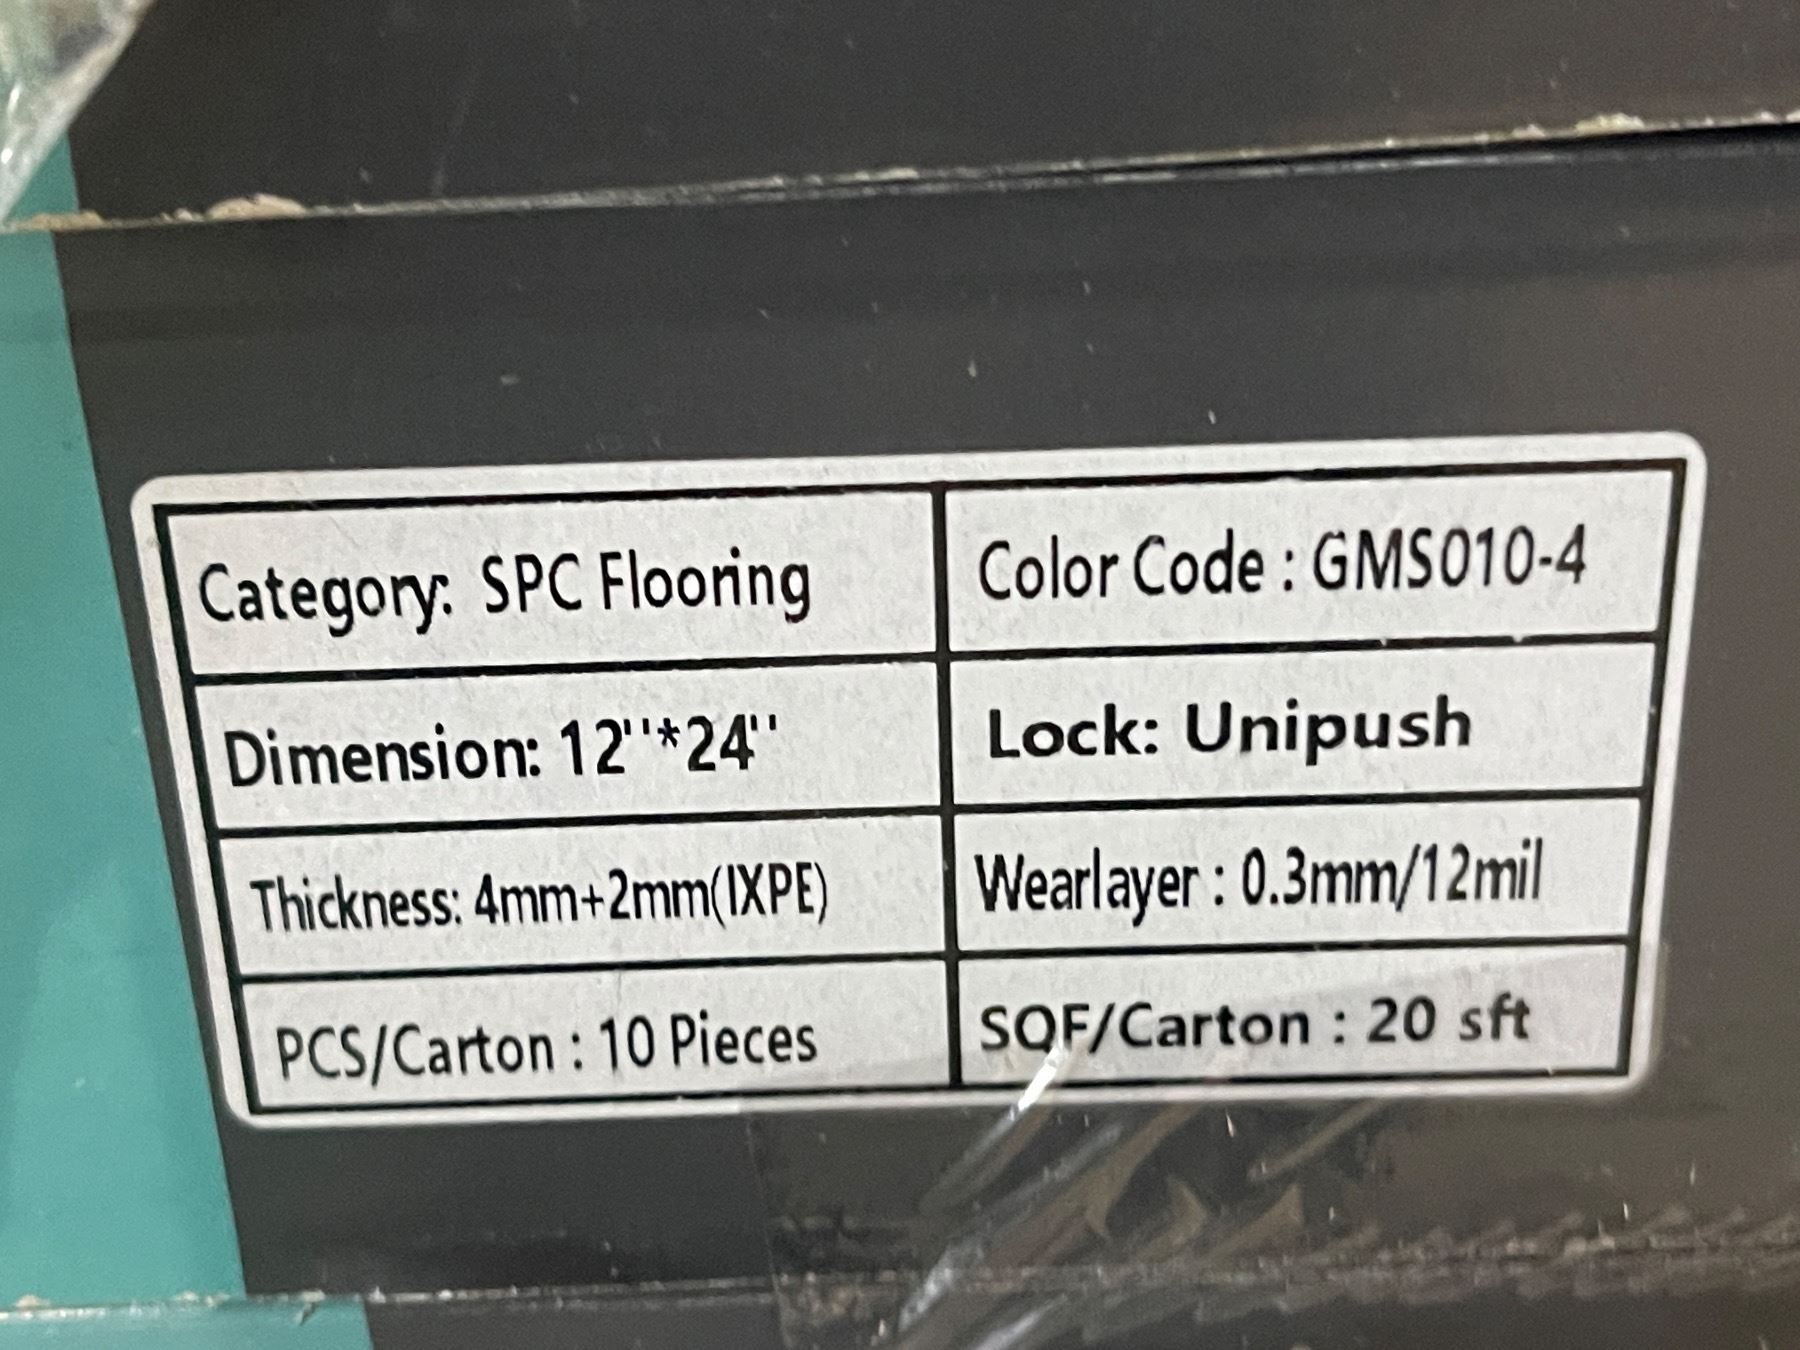 Category: SPC Flooring
Color Code : GMS010-4
Dimension: 12''*24''
Lock: Unipush
Thickness: 4mm+2mm(IXPE)
Wearlayer : 0.3mm/12mil
PCS/Carton : 10 Pieces
SQF/Carton : 20 sft